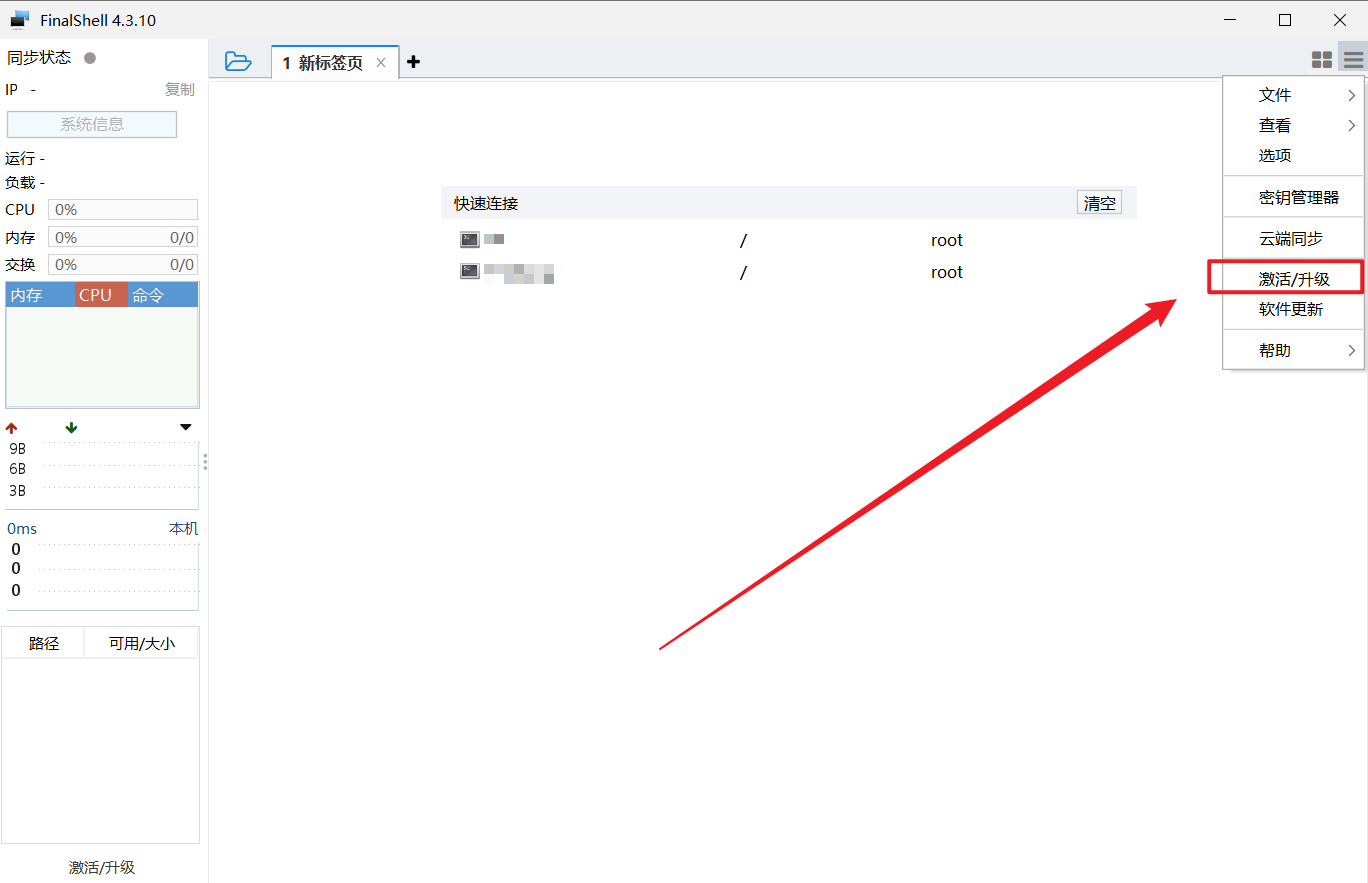 FinalShell 4.3.10
同步状态
IP -
复制
系统信息
运行 -
负载 -
CPU 0%
内存 0% 0/0
交换 0% 0/0
内存 CPU 命令
9B
6B
3B
0ms 本机
0
0
0
路径 可用/大小
激活/升级
1 新标签页
快速连接 清空
/ root
/ root
文件
查看
选项
密钥管理器
云端同步
激活/升级
软件更新
帮助